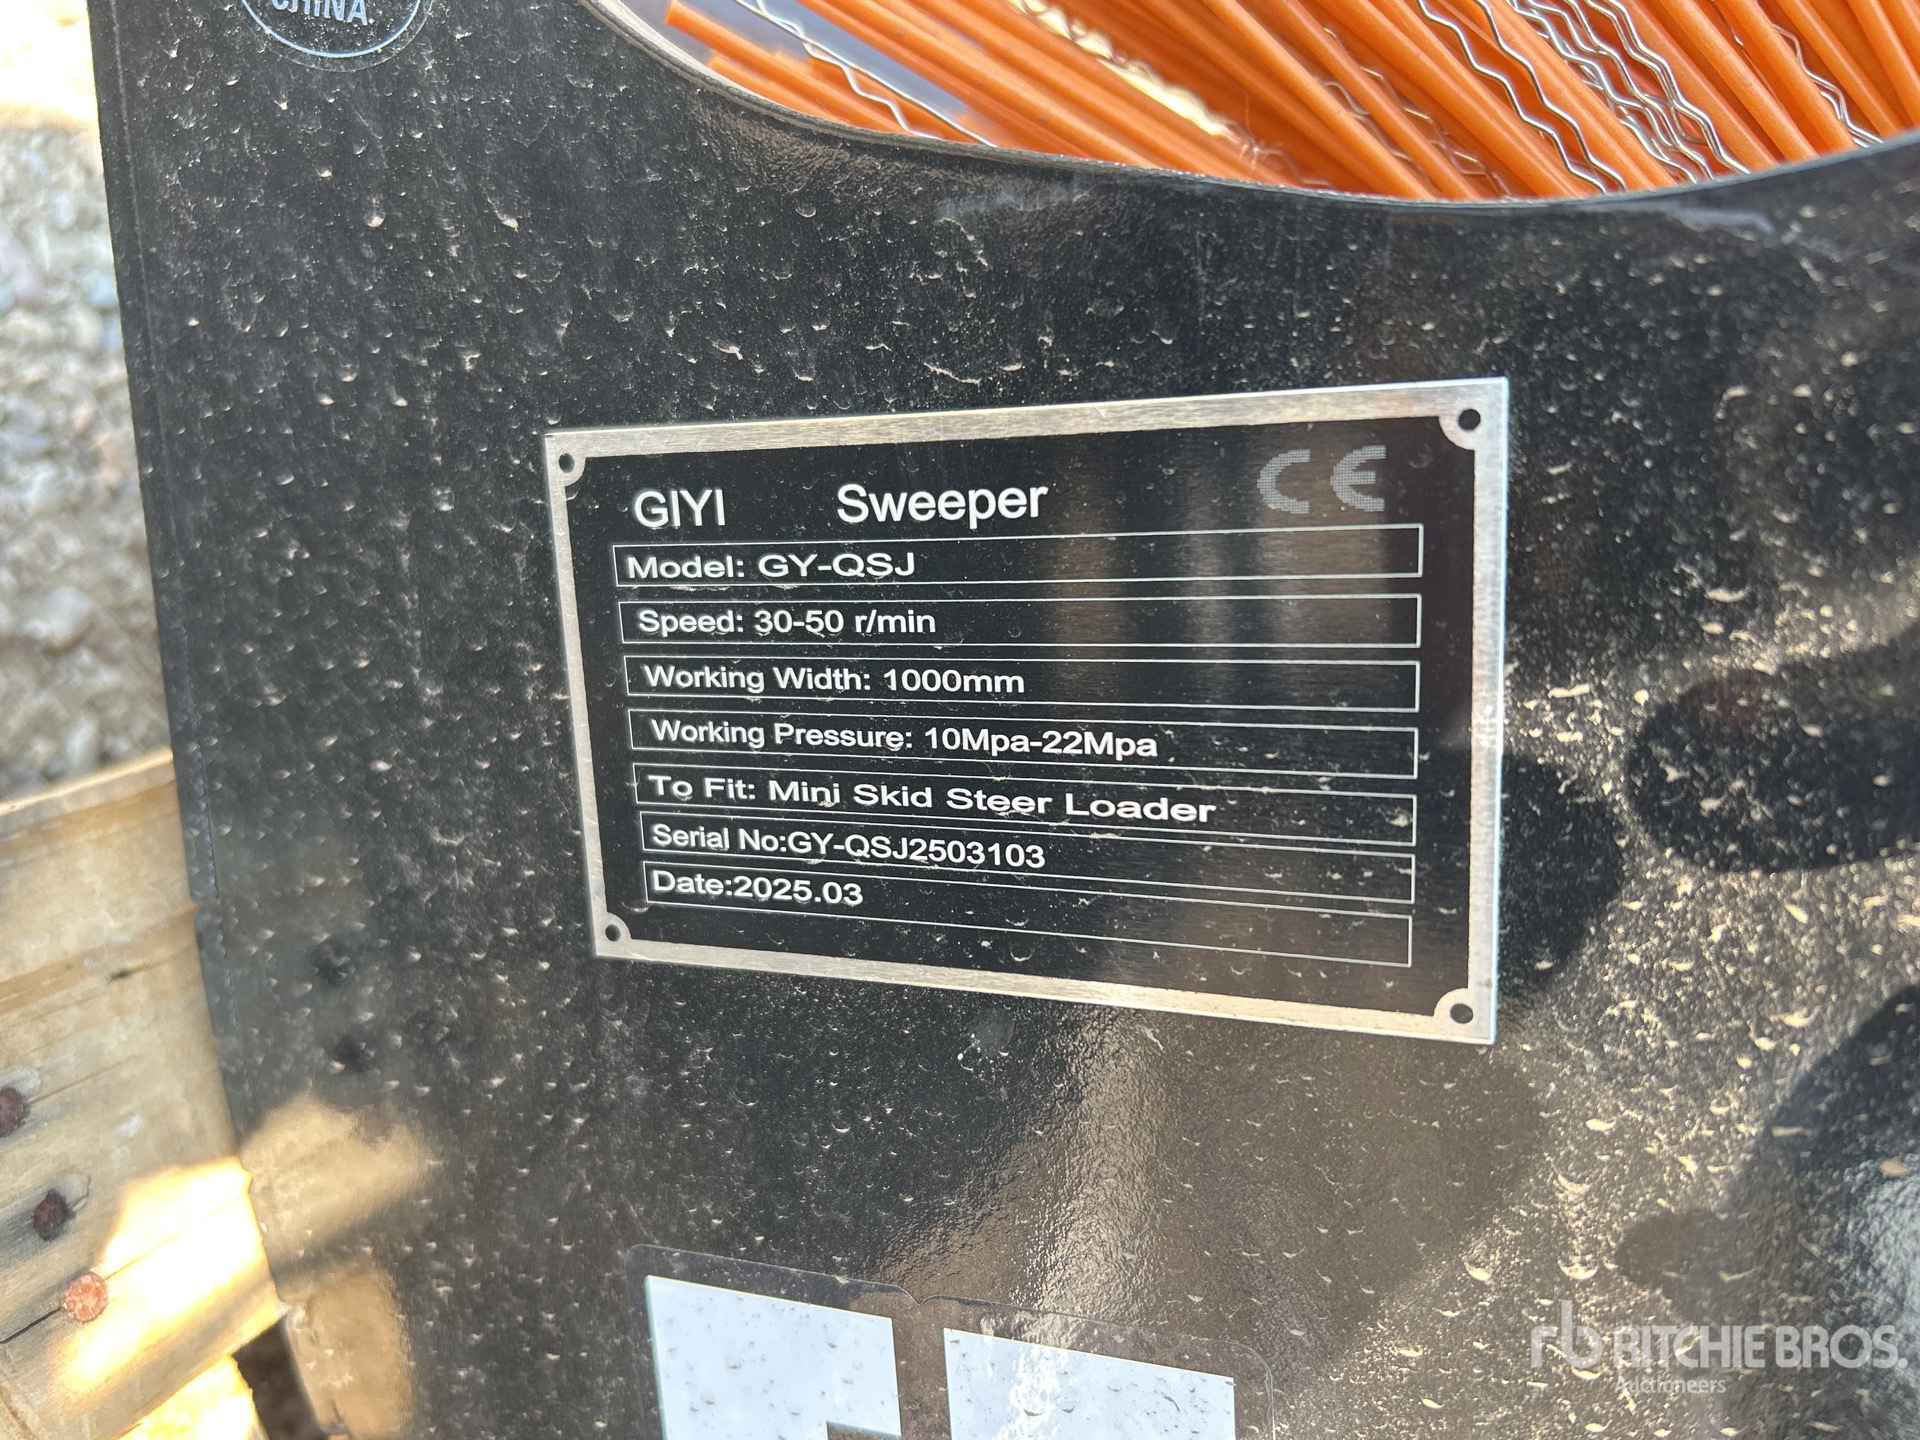 CHINA
GIYI Sweeper CE
Model: GY-QSJ
Speed: 30-50 r/min
Working Width: 1000mm
Working Pressure: 10Mpa-22Mpa
To Fit: Mini Skid Steer Loader
Serial No:GY-QSJ2503103
Date:2025.03
rb RITCHIE BROS.
Auctioneers